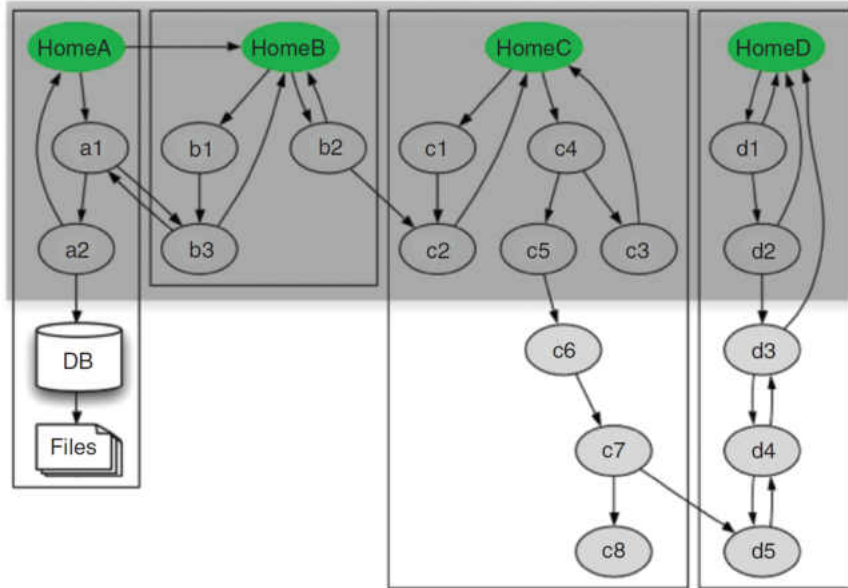 HomeA HomeB HomeC HomeD
a1 b1 b2 c1 c4 d1
a2 b3 c2 c5 c3 d2
DB c6 d3
Files c7 d4
c8 d5